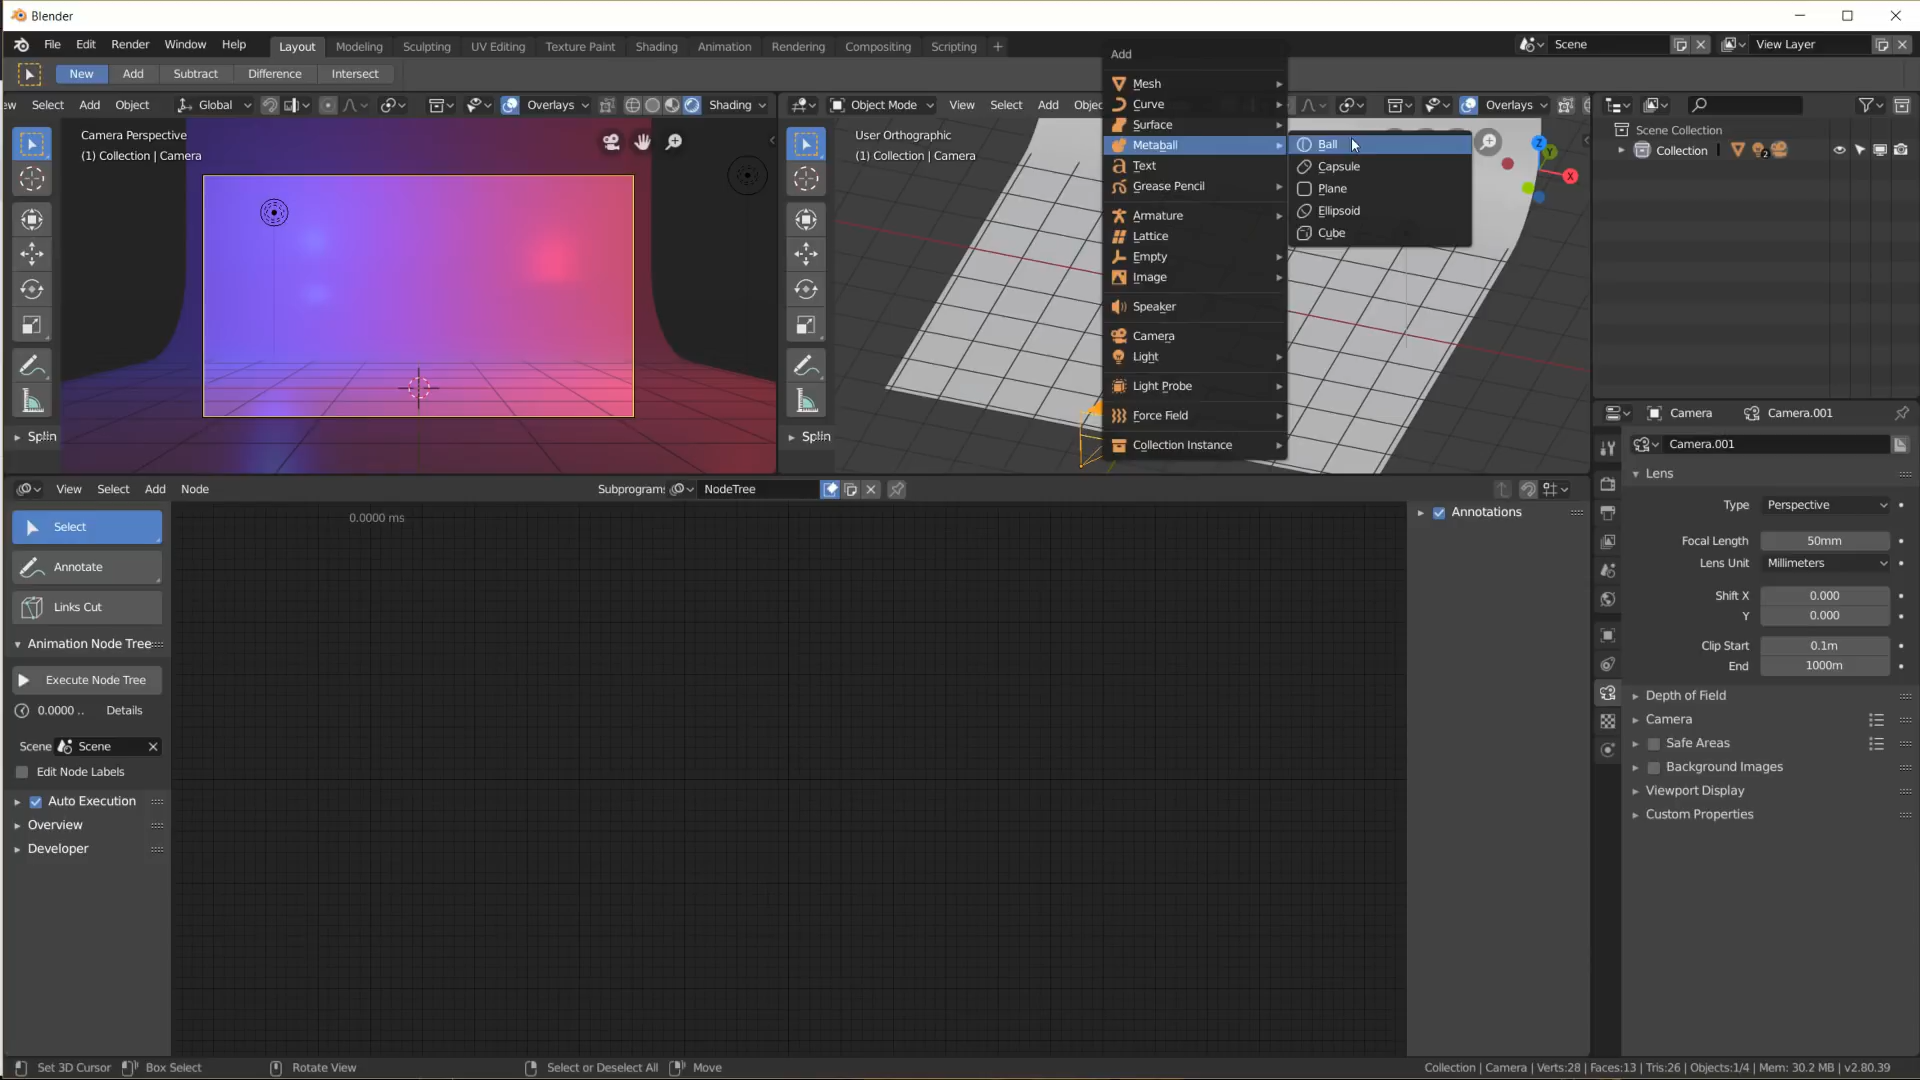 Blender
File Edit Render Window Help Layout Modeling Sculpting UV Editing Texture Paint Shading Animation Rendering Compositing Scripting + Scene View Layer
New Add Subtract Difference Intersect
ew Select Add Object Global Overlays Shading
Object Mode View Select Add Objec Overlays
Camera Perspective
(1) Collection | Camera
Splin
User Orthographic
(1) Collection | Camera
Splin
Add
Mesh
Curve
Surface
Metaball
Text
Grease Pencil
Armature
Lattice
Empty
Image
Speaker
Camera
Light
Light Probe
Force Field
Collection Instance
Ball
Capsule
Plane
Ellipsoid
Cube
Z
Y
X
Scene Collection
Collection 2
Camera Camera.001
Camera.001
Lens
Type Perspective
Focal Length 50mm
Lens Unit Millimeters
Shift X 0.000
Y 0.000
Clip Start 0.1m
End 1000m
Depth of Field
Camera
Safe Areas
Background Images
Viewport Display
Custom Properties
View Select Add Node Subprograms NodeTree
0.0000 ms
Annotations
Select
Annotate
Links Cut
Animation Node Tree
Execute Node Tree
0.0000 .. Details
Scene Scene
Edit Node Labels
Auto Execution
Overview
Developer
Set 3D Cursor Box Select Rotate View Select or Deselect All Move Collection | Camera | Verts:28 | Faces:13 | Tris:26 | Objects:1/4 | Mem: 30.2 MB | v2.80.39